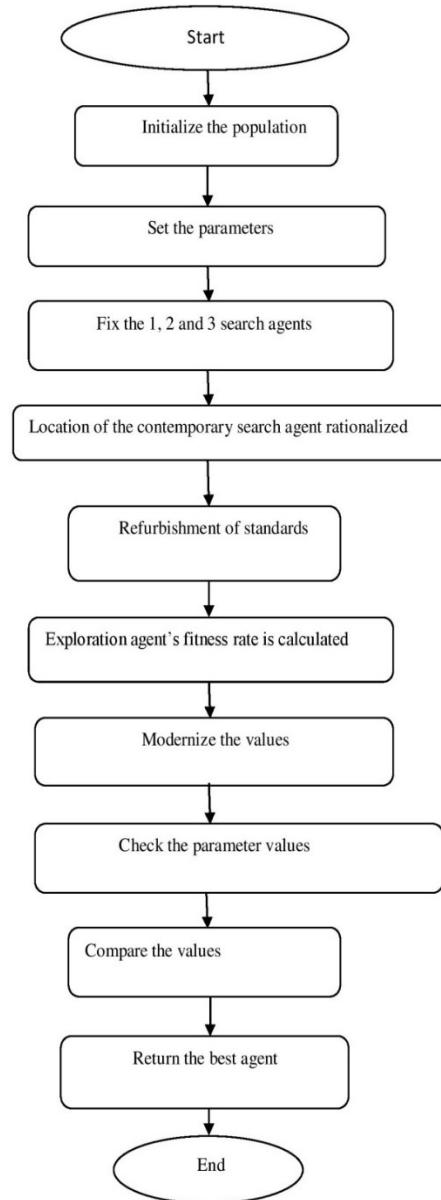 Start
Initialize the population
Set the parameters
Fix the 1, 2 and 3 search agents
Location of the contemporary search agent rationalized
Refurbishment of standards
Exploration agent's fitness rate is calculated
Modernize the values
Check the parameter values
Compare the values
Return the best agent
End